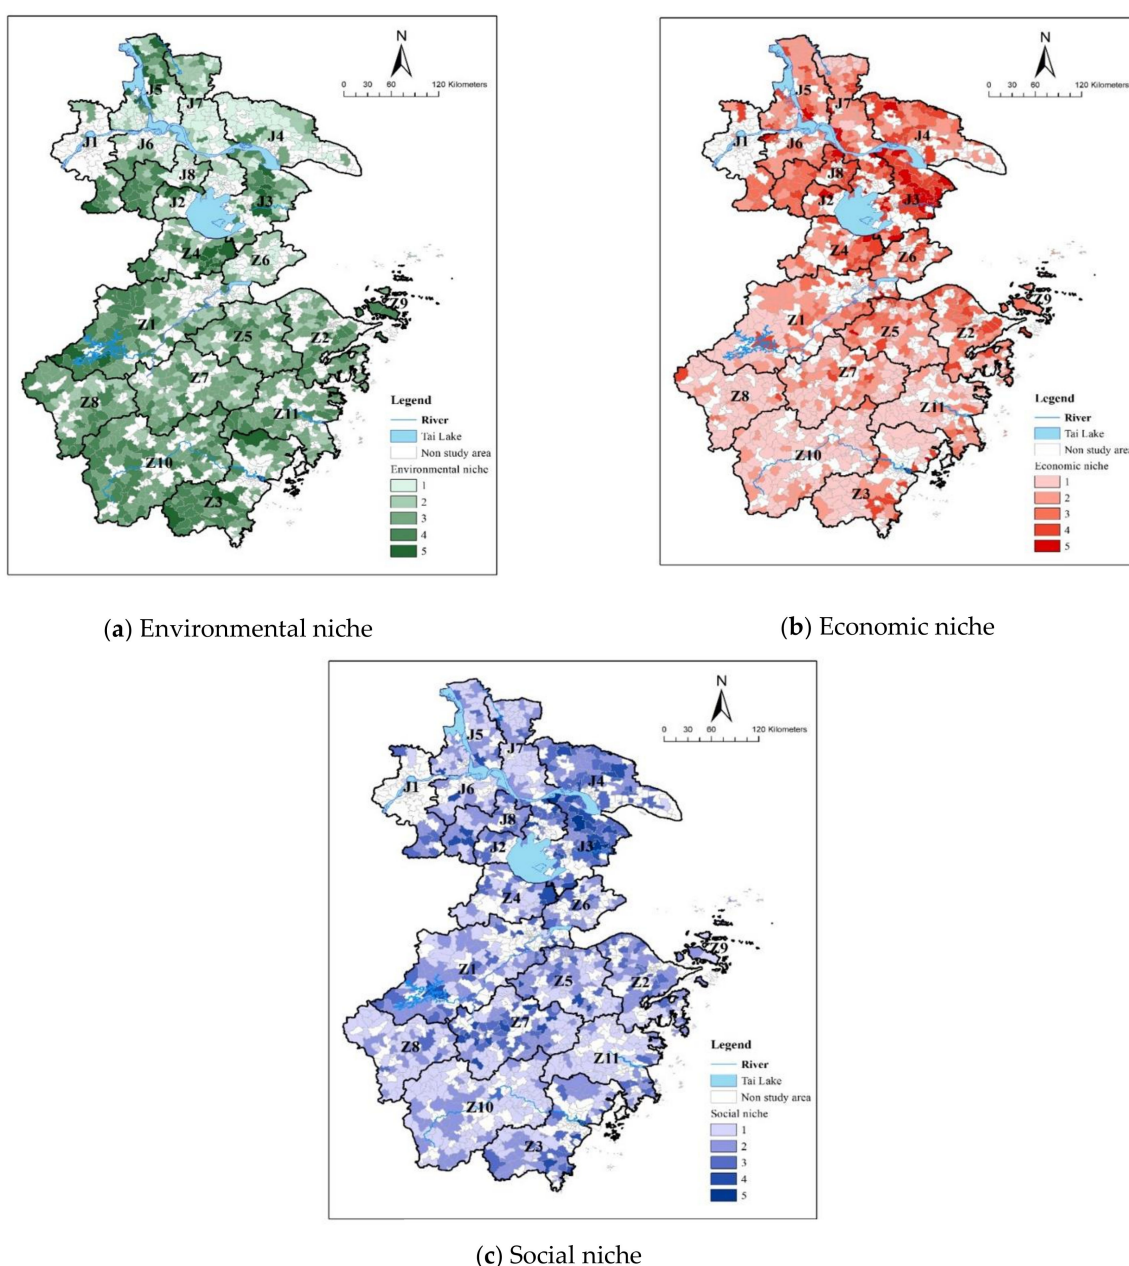 N
0 30 60 120 Kilometers
J5
J7
J4
J1
J6
J8
J2
J3
Z4
Z6
Z9
Z1
Z5
Z2
Z7
Z8
Z11
Z10
Z3
Legend
River
Tai Lake
Non study area
Environmental niche
1
2
3
4
5
(a) Environmental niche
N
0 30 60 120 Kilometers
J5
J7
J4
J1
J6
J8
J2
J3
Z4
Z6
Z9
Z1
Z5
Z2
Z7
Z8
Z11
Z10
Z3
Legend
River
Tai Lake
Non study area
Economic niche
1
2
3
4
5
(b) Economic niche
N
0 30 60 120 Kilometers
J5
J7
J4
J1
J6
J8
J2
J3
Z4
Z6
Z9
Z1
Z5
Z2
Z7
Z8
Z11
Z10
Z3
Legend
River
Tai Lake
Non study area
Social niche
1
2
3
4
5
(c) Social niche